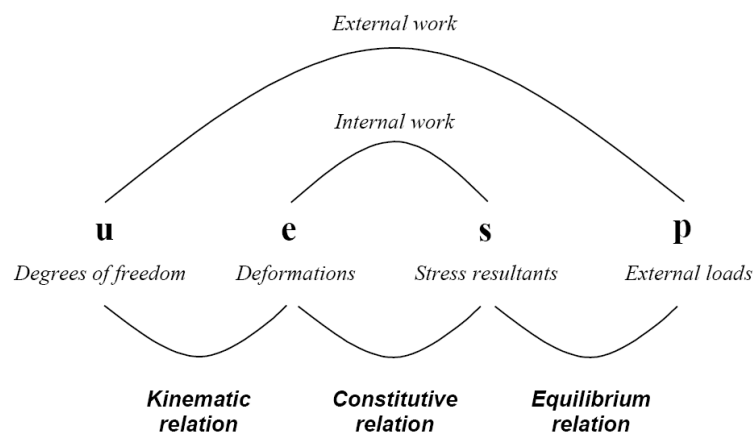 External work
Internal work
u e s p
Degrees of freedom Deformations Stress resultants External loads
Kinematic Constitutive Equilibrium
relation relation relation